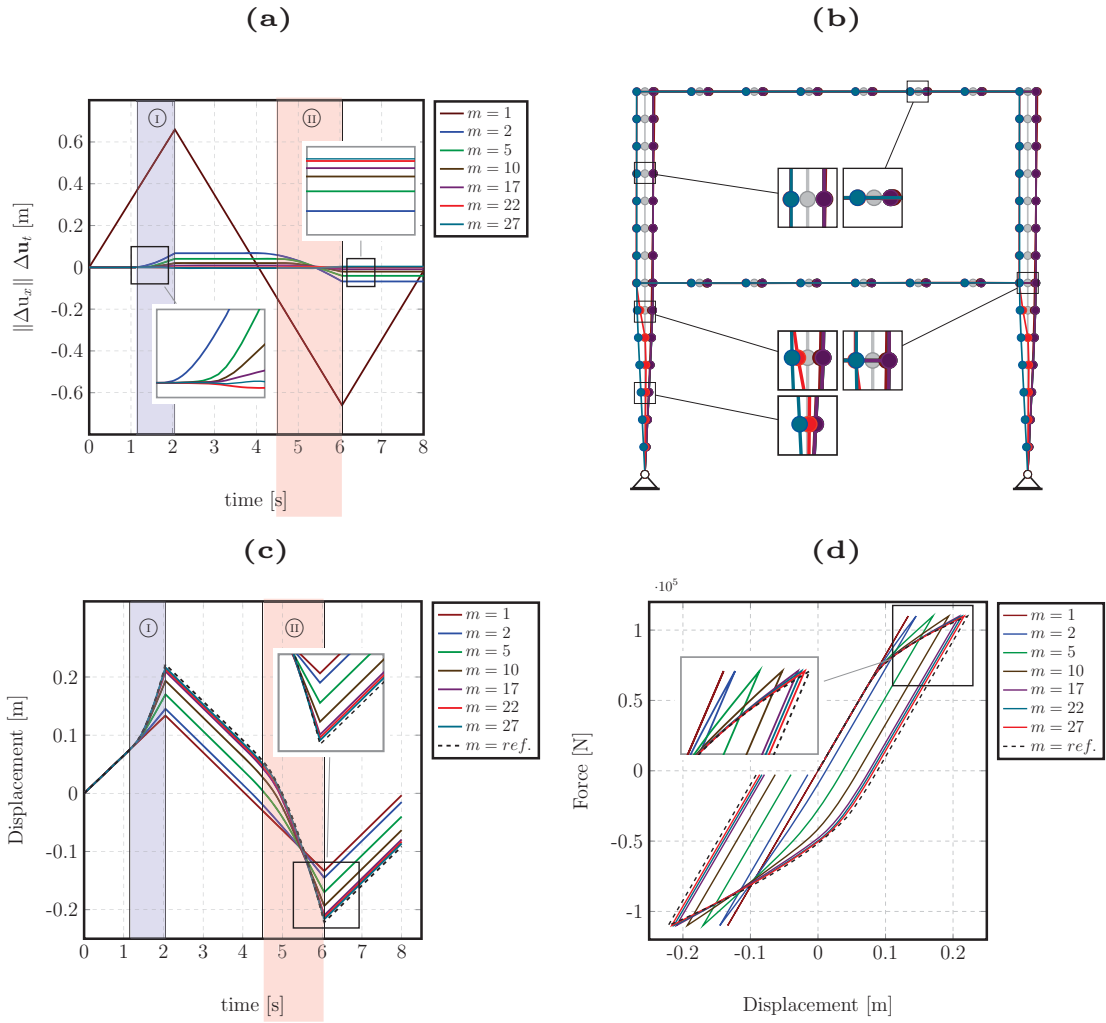 (a)
I
II
0.6
0.4
0.2
0
-0.2
-0.4
-0.6
0 1 2 3 4 5 6 7 8
time [s]
∥Δu_x∥ Δ𝐮_t [m]
m = 1
m = 2
m = 5
m = 10
m = 17
m = 22
m = 27
(b)
(c)
I
II
0.2
0.1
0
-0.1
-0.2
0 1 2 3 4 5 6 7 8
time [s]
Displacement [m]
m = 1
m = 2
m = 5
m = 10
m = 17
m = 22
m = 27
m = ref.
(d)
·10⁵
1
0.5
0
-0.5
-1
-0.2 -0.1 0 0.1 0.2
Displacement [m]
Force [N]
m = 1
m = 2
m = 5
m = 10
m = 17
m = 22
m = 27
m = ref.